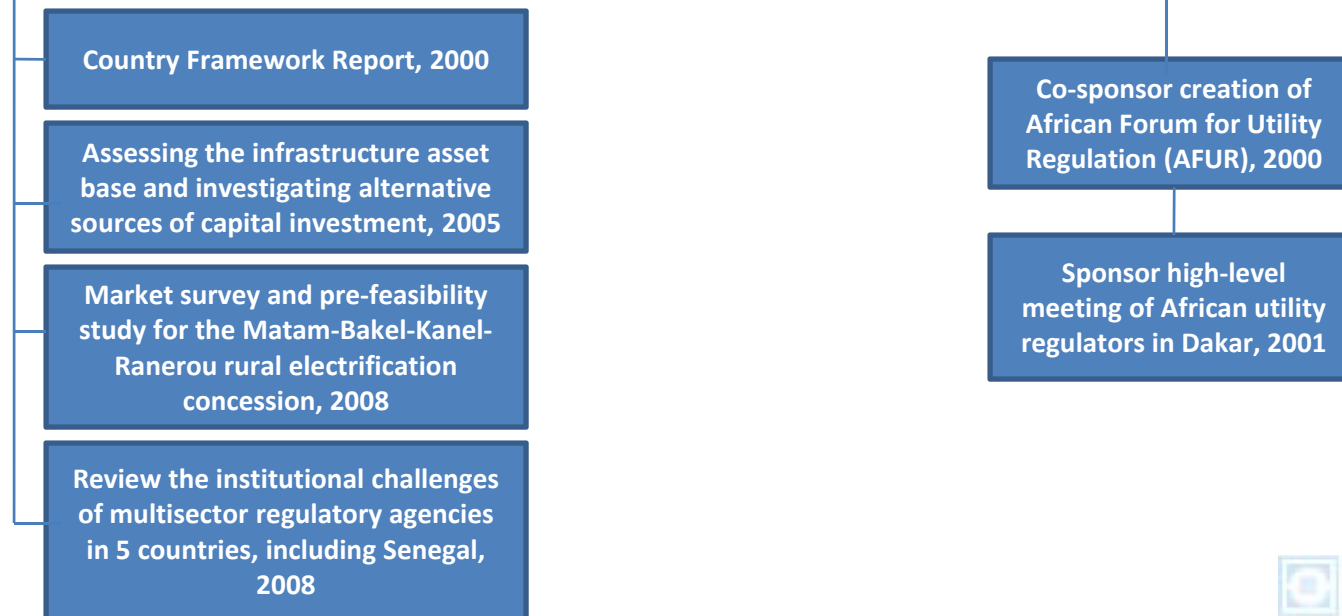 Country Framework Report, 2000
Assessing the infrastructure asset
base and investigating alternative
sources of capital investment, 2005
Market survey and pre-feasibility
study for the Matam-Bakel-Kanel-
Ranerou rural electrification
concession, 2008
Review the institutional challenges
of multisector regulatory agencies
in 5 countries, including Senegal,
2008
Co-sponsor creation of
African Forum for Utility
Regulation (AFUR), 2000
Sponsor high-level
meeting of African utility
regulators in Dakar, 2001